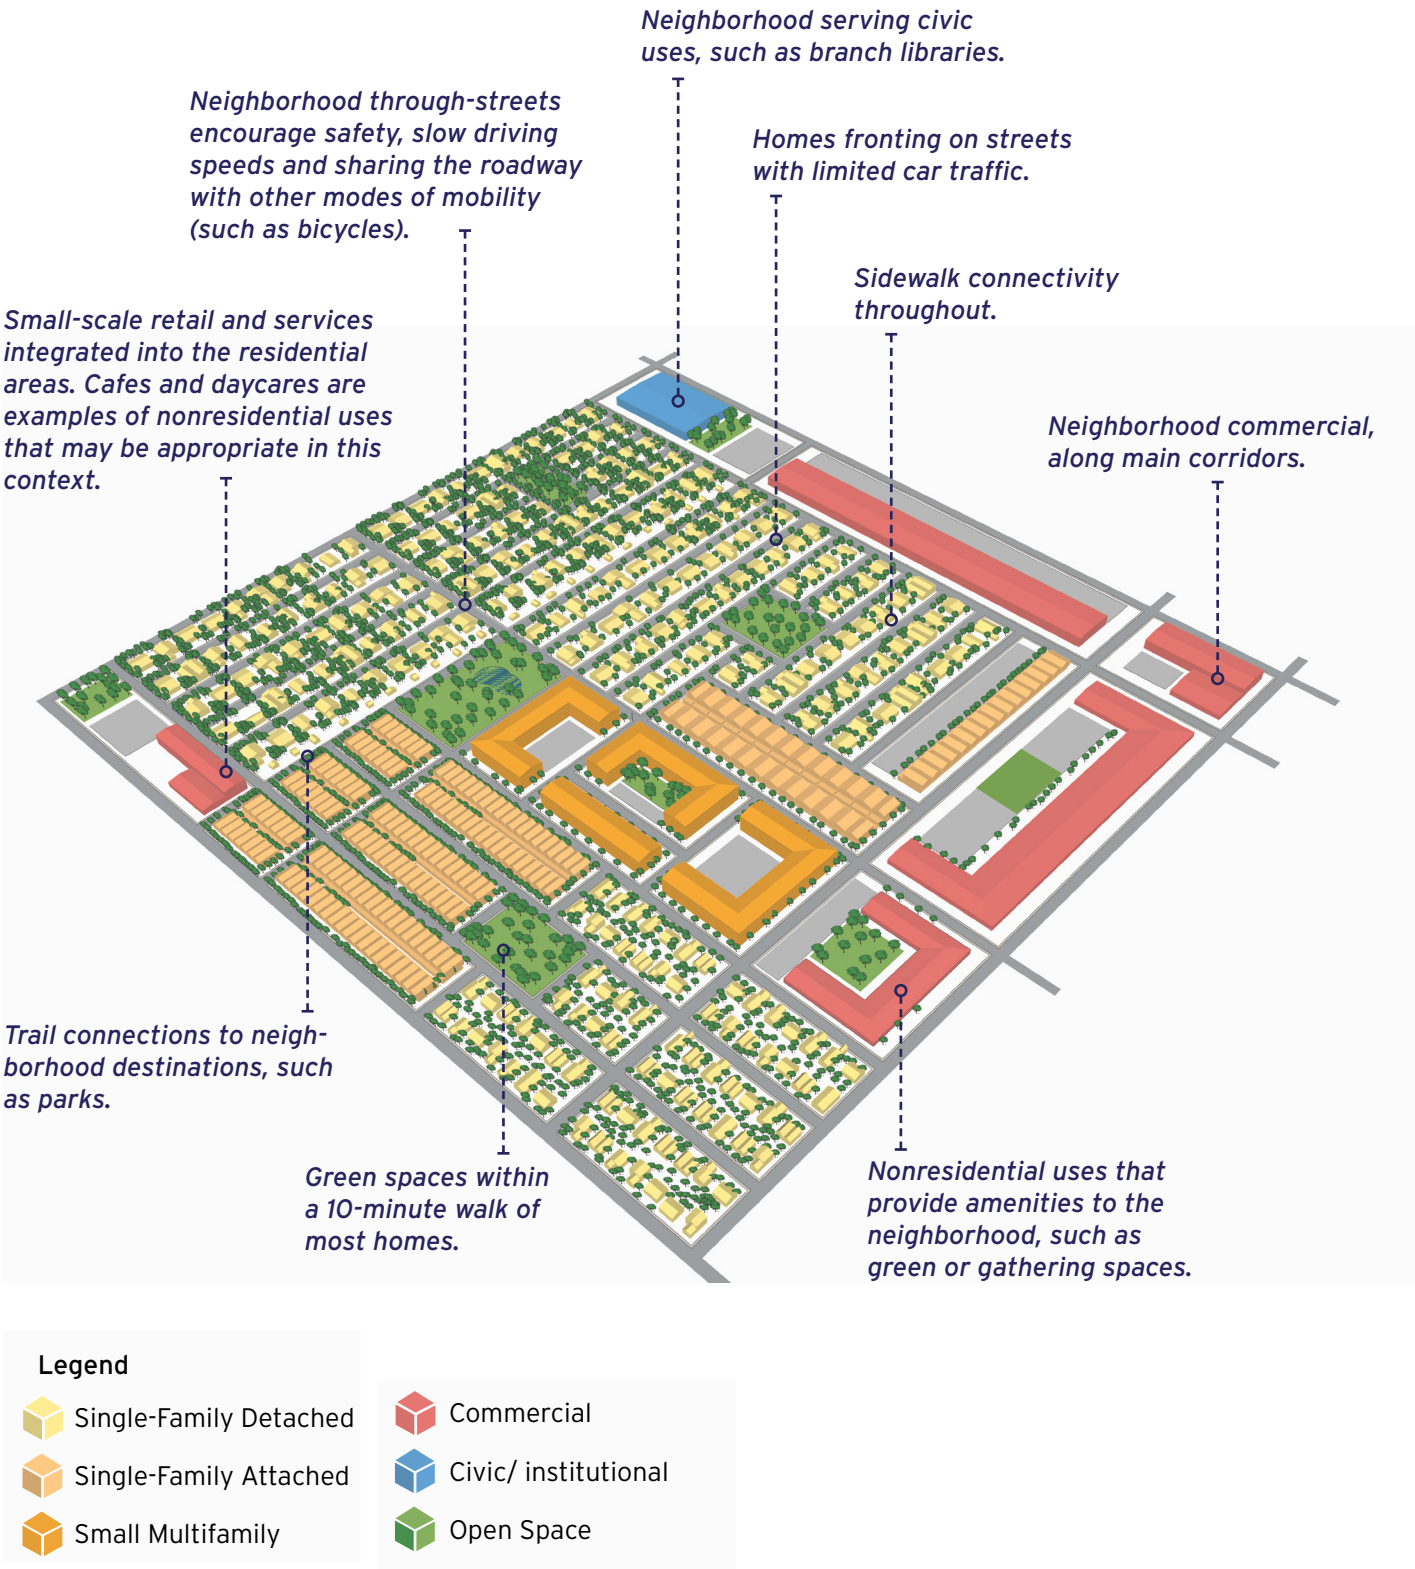 Neighborhood serving civic
uses, such as branch libraries.
Neighborhood through-streets
encourage safety, slow driving
speeds and sharing the roadway
with other modes of mobility
(such as bicycles).
Homes fronting on streets
with limited car traffic.
Sidewalk connectivity
throughout.
Small-scale retail and services
integrated into the residential
areas. Cafes and daycares are
examples of nonresidential uses
that may be appropriate in this
context.
Neighborhood commercial,
along main corridors.
Trail connections to neigh-
borhood destinations, such
as parks.
Green spaces within
a 10-minute walk of
most homes.
Nonresidential uses that
provide amenities to the
neighborhood, such as
green or gathering spaces.
Legend
Single-Family Detached
Single-Family Attached
Small Multifamily
Commercial
Civic/ institutional
Open Space